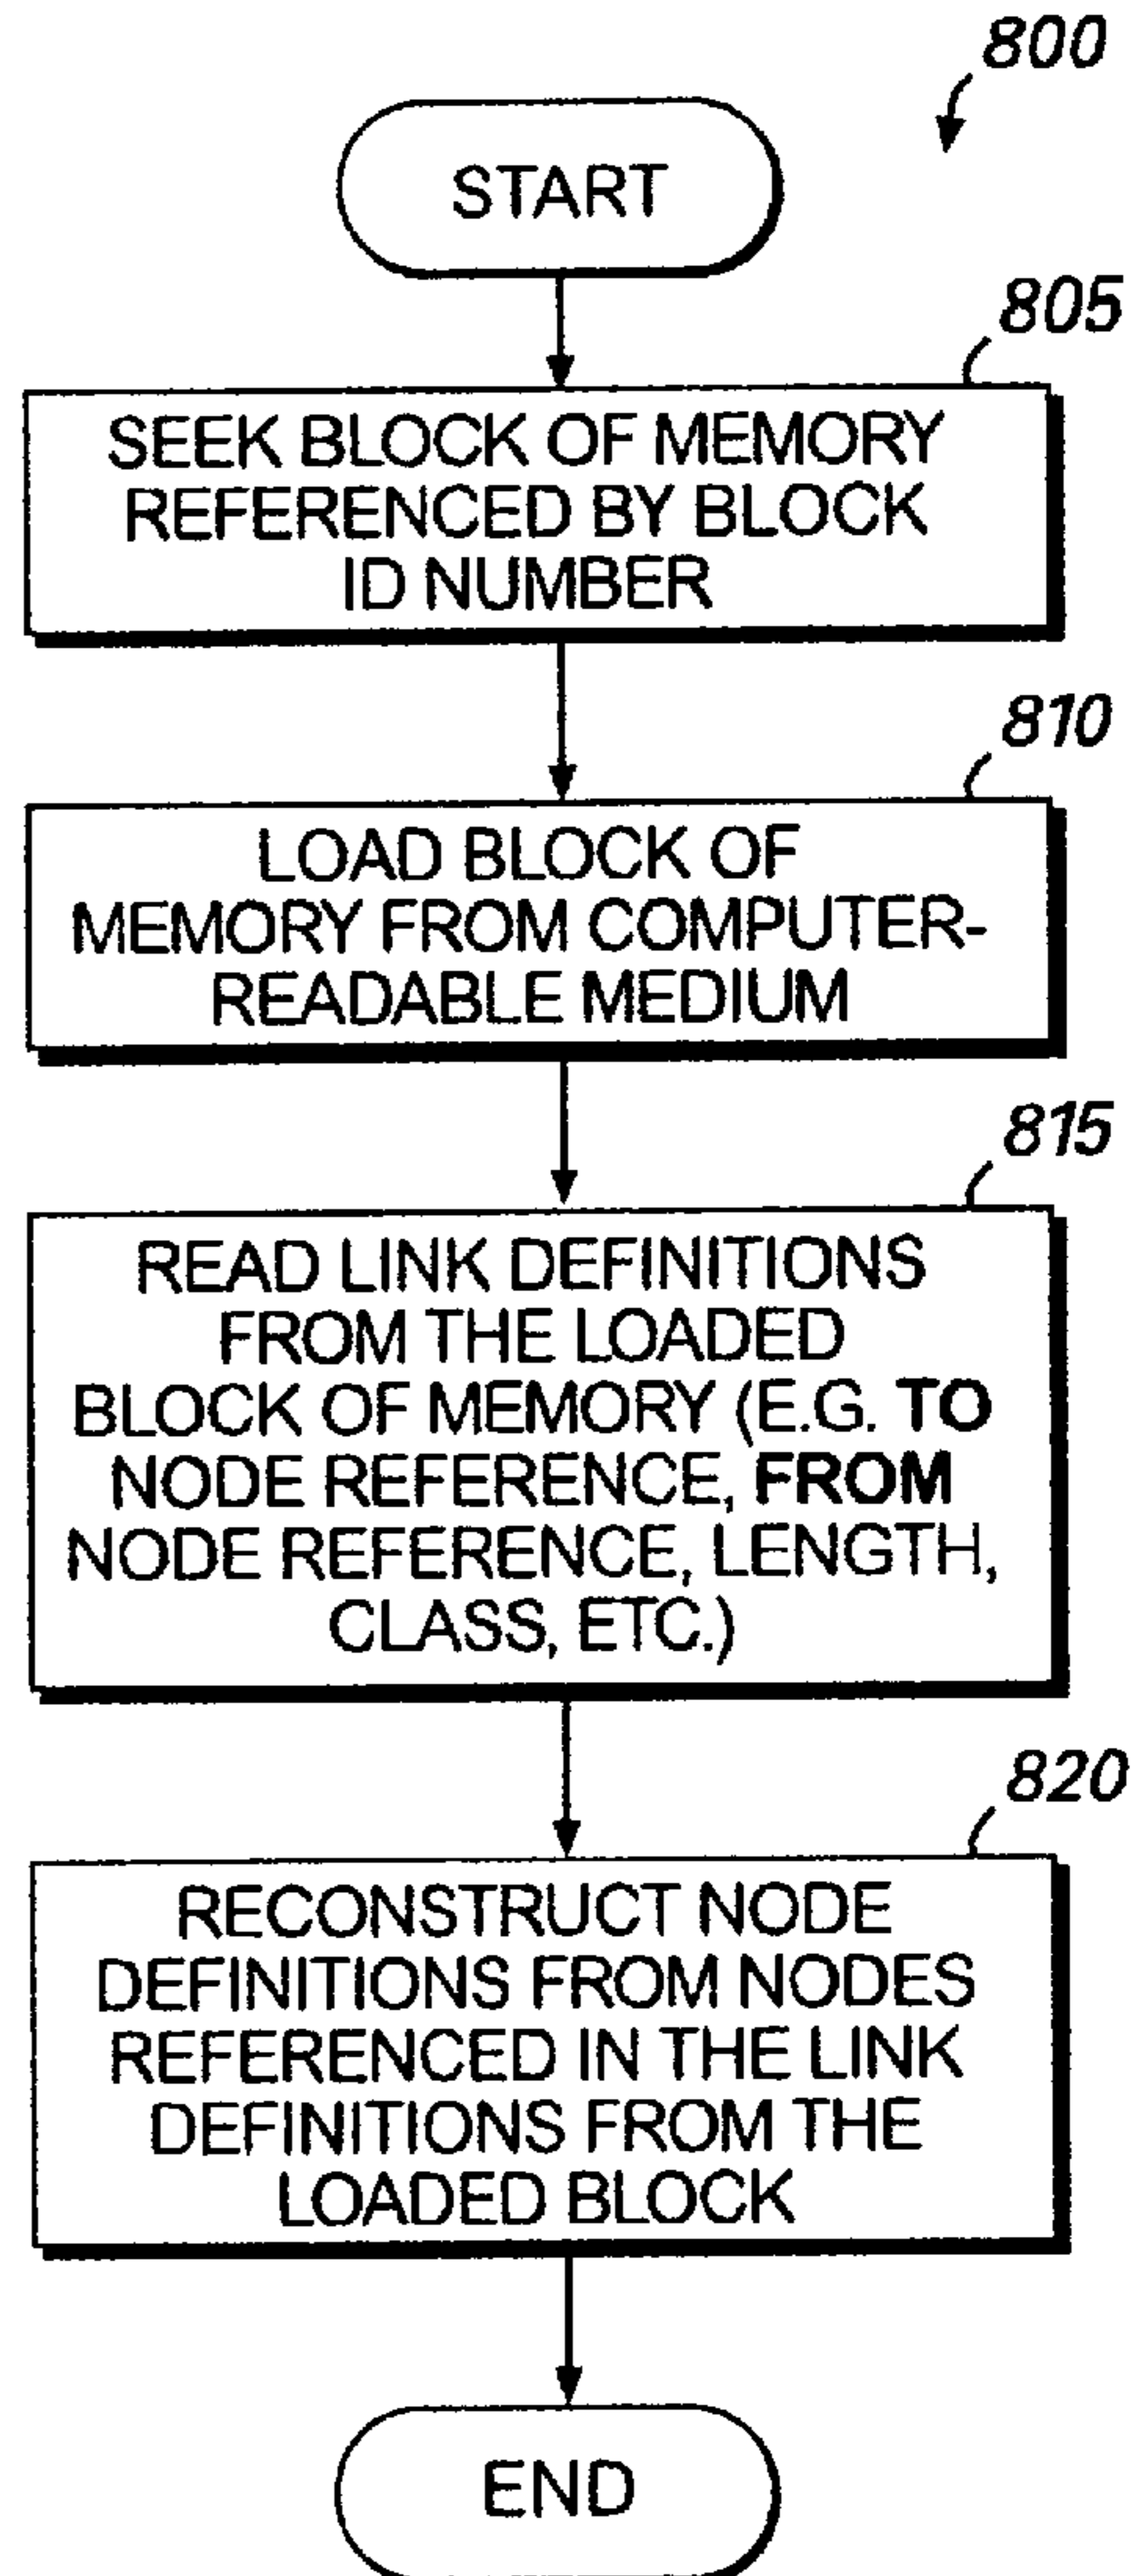 800
START
805
SEEK BLOCK OF MEMORY
REFERENCED BY BLOCK
ID NUMBER
810
LOAD BLOCK OF
MEMORY FROM COMPUTER-
READABLE MEDIUM
815
READ LINK DEFINITIONS
FROM THE LOADED
BLOCK OF MEMORY (E.G. TO
NODE REFERENCE, FROM
NODE REFERENCE, LENGTH,
CLASS, ETC.)
820
RECONSTRUCT NODE
DEFINITIONS FROM NODES
REFERENCED IN THE LINK
DEFINITIONS FROM THE
LOADED BLOCK
END